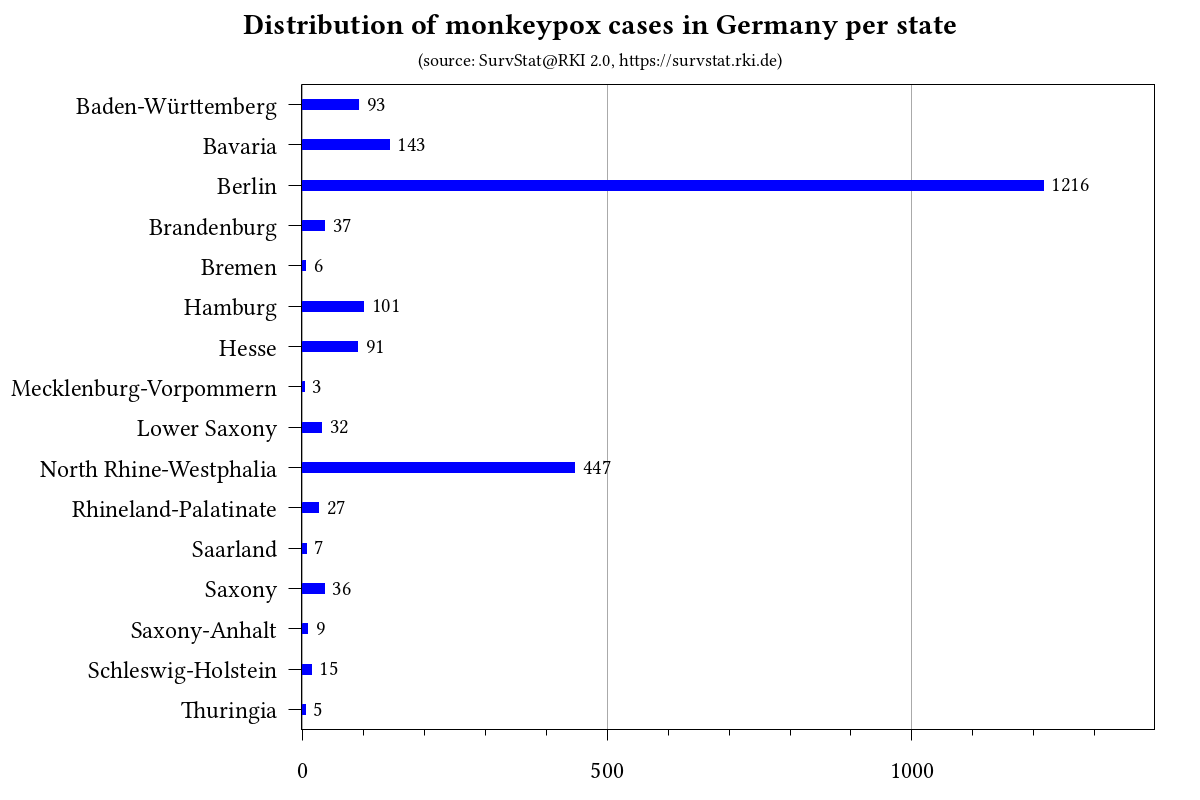 Distribution of monkeypox cases in Germany per state
(source: SurvStat@RKI 2.0, https://survstat.rki.de)
Baden-Württemberg 93
Bavaria 143
Berlin 1216
Brandenburg 37
Bremen 6
Hamburg 101
Hesse 91
Mecklenburg-Vorpommern 3
Lower Saxony 32
North Rhine-Westphalia 447
Rhineland-Palatinate 27
Saarland 7
Saxony 36
Saxony-Anhalt 9
Schleswig-Holstein 15
Thuringia 5
0 500 1000